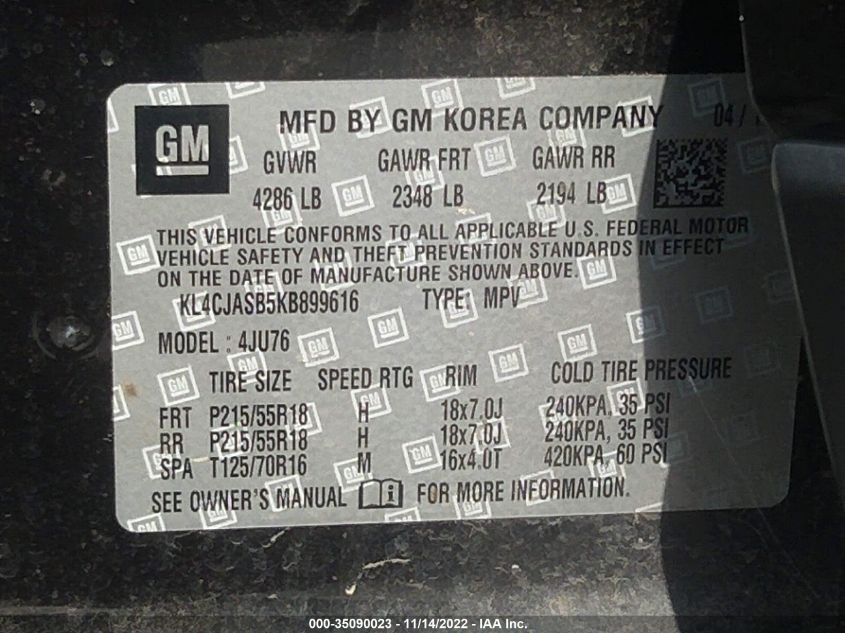 GM
MFD BY GM KOREA COMPANY 04/1
GVWR GAWR FRT GAWR RR
4286 LB 2348 LB 2194 LB
THIS VEHICLE CONFORMS TO ALL APPLICABLE U.S. FEDERAL MOTOR
VEHICLE SAFETY AND THEFT PREVENTION STANDARDS IN EFFECT
ON THE DATE OF MANUFACTURE SHOWN ABOVE.
KL4CJASB5KB899616 TYPE: MPV
MODEL : 4JU76
TIRE SIZE SPEED RTG RIM COLD TIRE PRESSURE
FRT P215/55R18 H 18x7.0J 240KPA, 35 PSI
RR P215/55R18 H 18x7.0J 240KPA, 35 PSI
SPA T125/70R16 M 16x4.0T 420KPA, 60 PSI
SEE OWNER'S MANUAL FOR MORE INFORMATION.
000-35090023 - 11/14/2022 - IAA Inc.